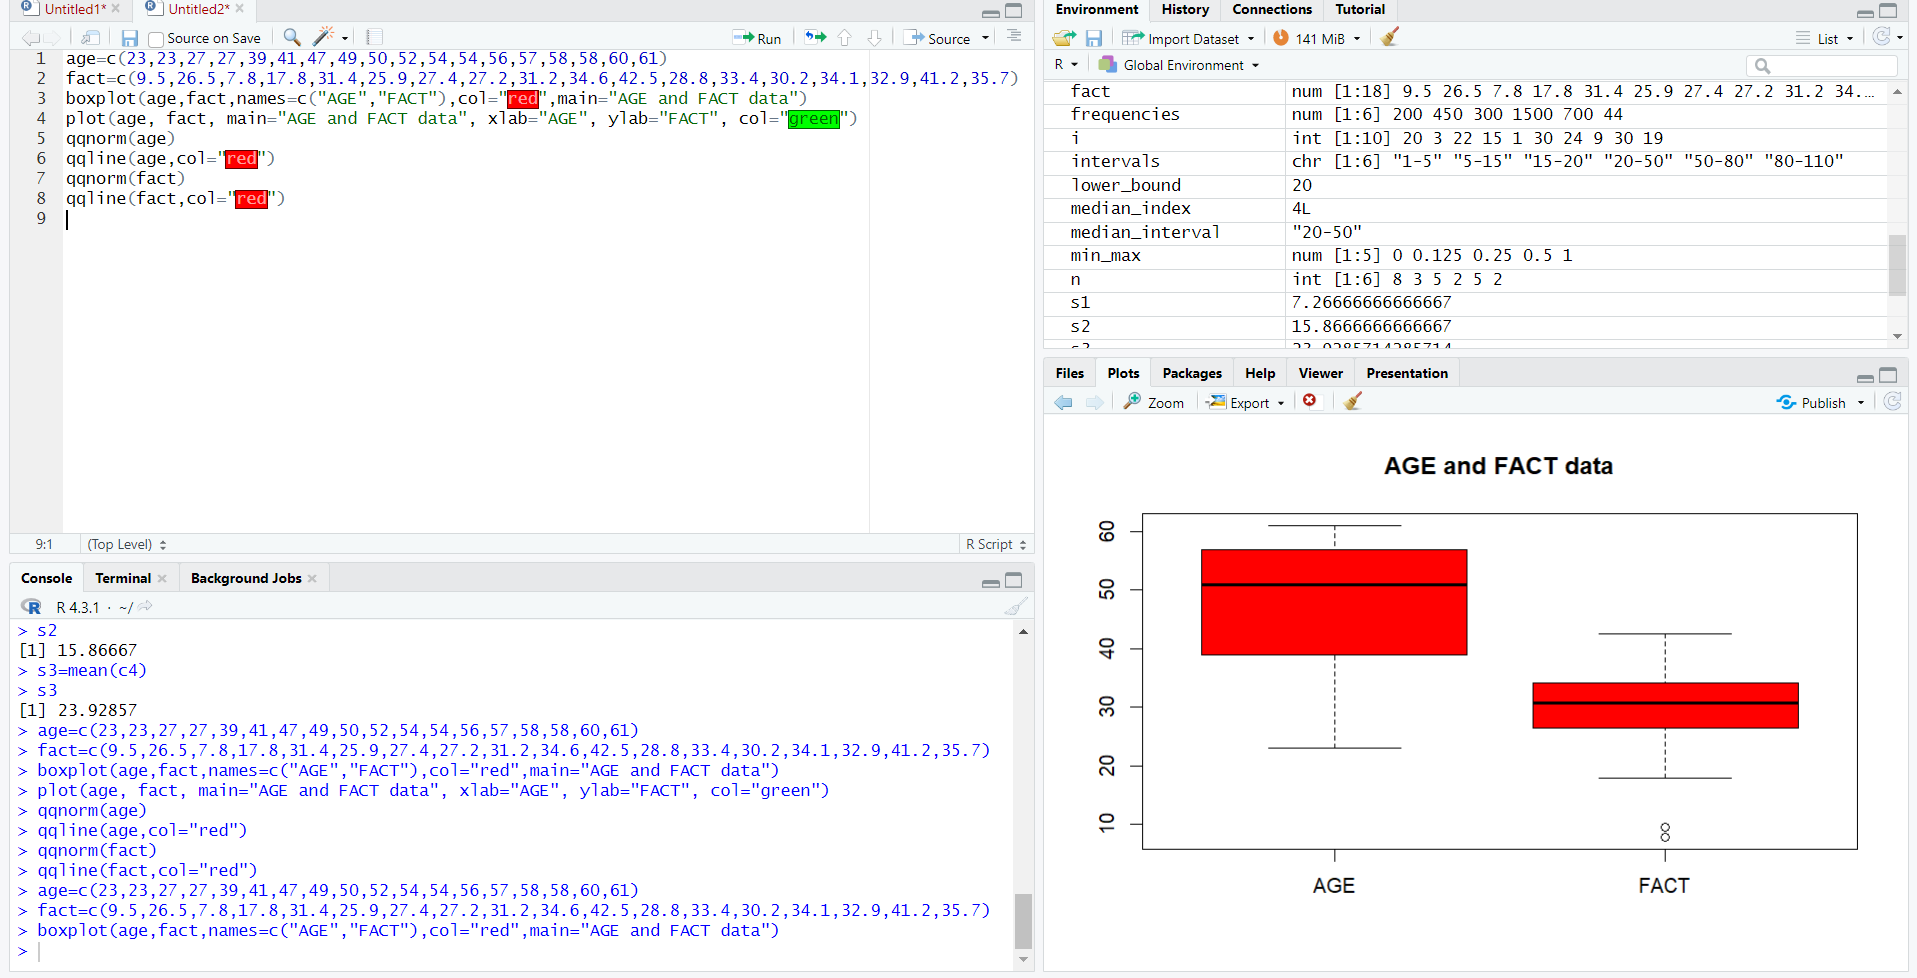 Untitled1*
Untitled2*
Source on Save
Run
Source
1 age=c(23,23,27,27,39,41,47,49,50,52,54,54,56,57,58,58,60,61)
2 fact=c(9.5,26.5,7.8,17.8,31.4,25.9,27.4,27.2,31.2,34.6,42.5,28.8,33.4,30.2,34.1,32.9,41.2,35.7)
3 boxplot(age,fact,names=c("AGE","FACT"),col="red",main="AGE and FACT data")
4 plot(age, fact, main="AGE and FACT data", xlab="AGE", ylab="FACT", col="green")
5 qqnorm(age)
6 qqline(age,col="red")
7 qqnorm(fact)
8 qqline(fact,col="red")
9
9:1
(Top Level)
R Script
Console
Terminal
Background Jobs
R 4.3.1 · ~/
> s2
[1] 15.86667
> s3=mean(c4)
> s3
[1] 23.92857
> age=c(23,23,27,27,39,41,47,49,50,52,54,54,56,57,58,58,60,61)
> fact=c(9.5,26.5,7.8,17.8,31.4,25.9,27.4,27.2,31.2,34.6,42.5,28.8,33.4,30.2,34.1,32.9,41.2,35.7)
> boxplot(age,fact,names=c("AGE","FACT"),col="red",main="AGE and FACT data")
> plot(age, fact, main="AGE and FACT data", xlab="AGE", ylab="FACT", col="green")
> qqnorm(age)
> qqline(age,col="red")
> qqnorm(fact)
> qqline(fact,col="red")
> age=c(23,23,27,27,39,41,47,49,50,52,54,54,56,57,58,58,60,61)
> fact=c(9.5,26.5,7.8,17.8,31.4,25.9,27.4,27.2,31.2,34.6,42.5,28.8,33.4,30.2,34.1,32.9,41.2,35.7)
> boxplot(age,fact,names=c("AGE","FACT"),col="red",main="AGE and FACT data")
>
Environment
History
Connections
Tutorial
Import Dataset
141 MiB
List
R
Global Environment
fact num [1:18] 9.5 26.5 7.8 17.8 31.4 25.9 27.4 27.2 31.2 34.…
frequencies num [1:6] 200 450 300 1500 700 44
i int [1:10] 20 3 22 15 1 30 24 9 30 19
intervals chr [1:6] "1-5" "5-15" "15-20" "20-50" "50-80" "80-110"
lower_bound 20
median_index 4L
median_interval "20-50"
min_max num [1:5] 0 0.125 0.25 0.5 1
n int [1:6] 8 3 5 2 5 2
s1 7.26666666666667
s2 15.8666666666667
s3 23.9285714285714
Files
Plots
Packages
Help
Viewer
Presentation
Zoom
Export
Publish
AGE and FACT data
60
50
40
30
20
10
AGE
FACT